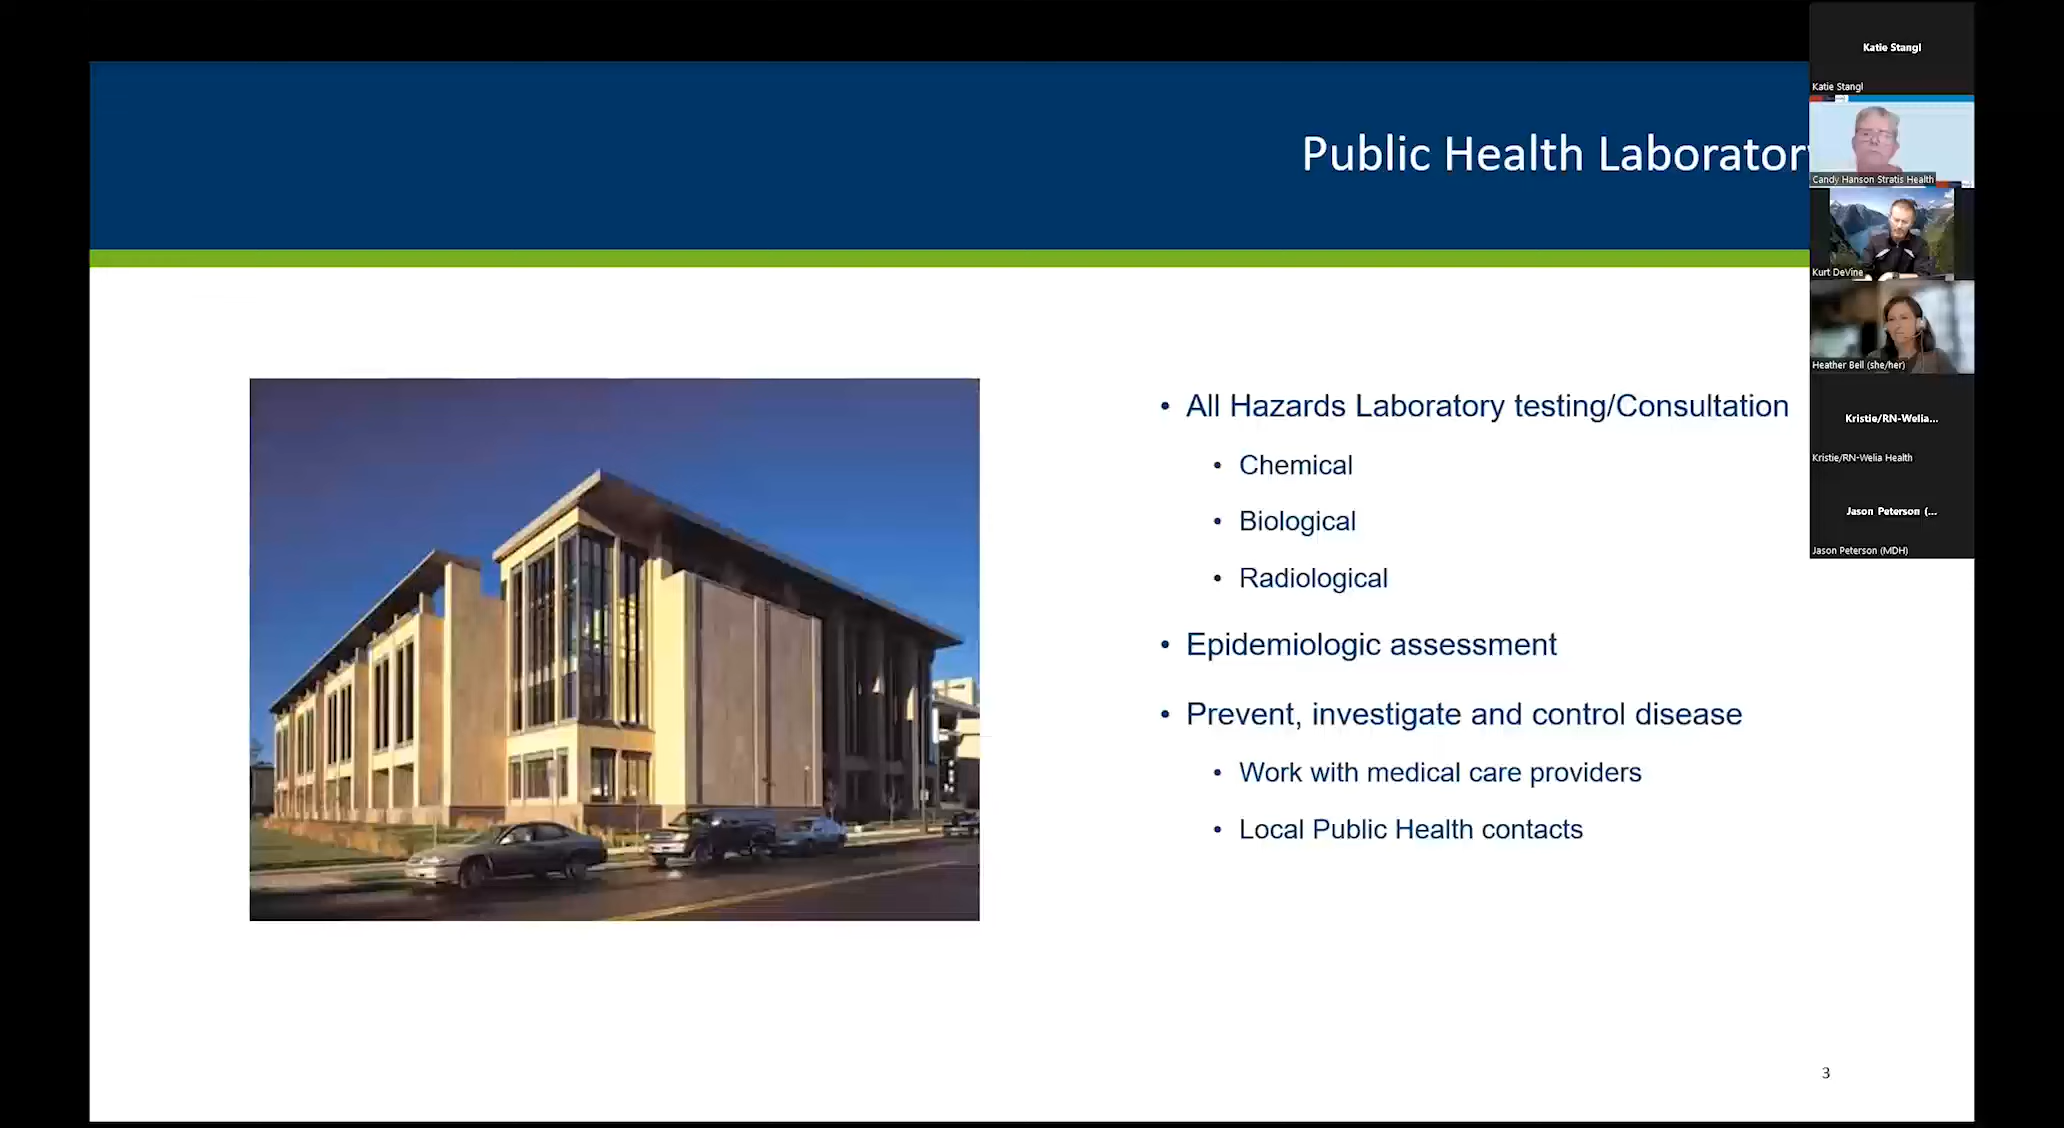 Public Health Laboratory
All Hazards Laboratory testing/Consultation
Chemical
Biological
Radiological
Epidemiologic assessment
Prevent, investigate and control disease
Work with medical care providers
Local Public Health contacts
3
Katie Stangl
Katie Stangl
Candy Hanson Stratis Health
Kurt DeVine
Heather Bell (she/her)
Kristie/RN-Welia...
Kristie/RN-Welia Health
Jason Peterson (...
Jason Peterson (MDH)